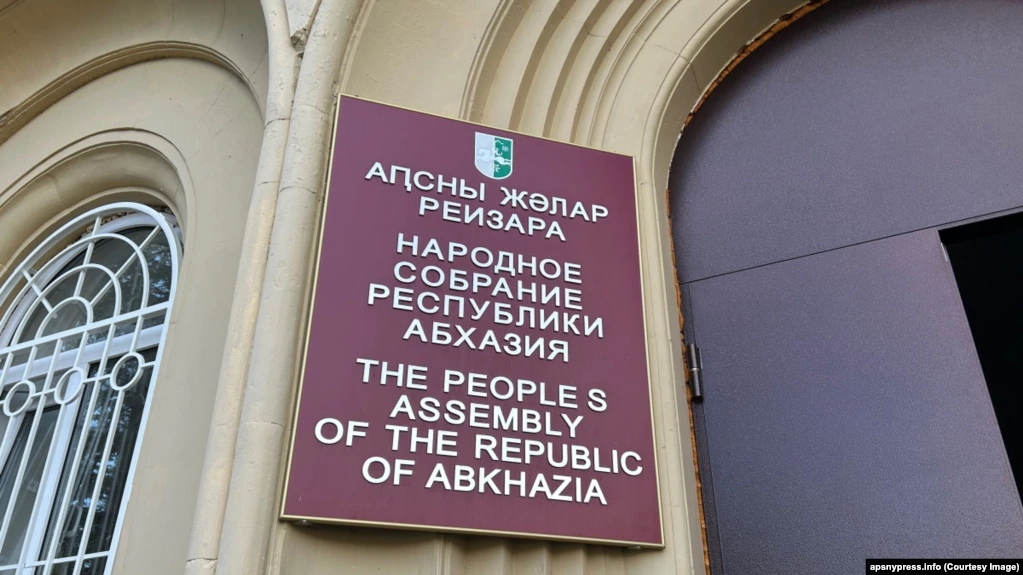 АԤСНЫ ЖӘЛАР
РЕИЗАРА
НАРОДНОЕ
СОБРАНИЕ
РЕСПУБЛИКИ
АБХАЗИЯ
THE PEOPLE S
ASSEMBLY
OF THE REPUBLIC
OF ABKHAZIA
apsnypress.info (Courtesy Image)